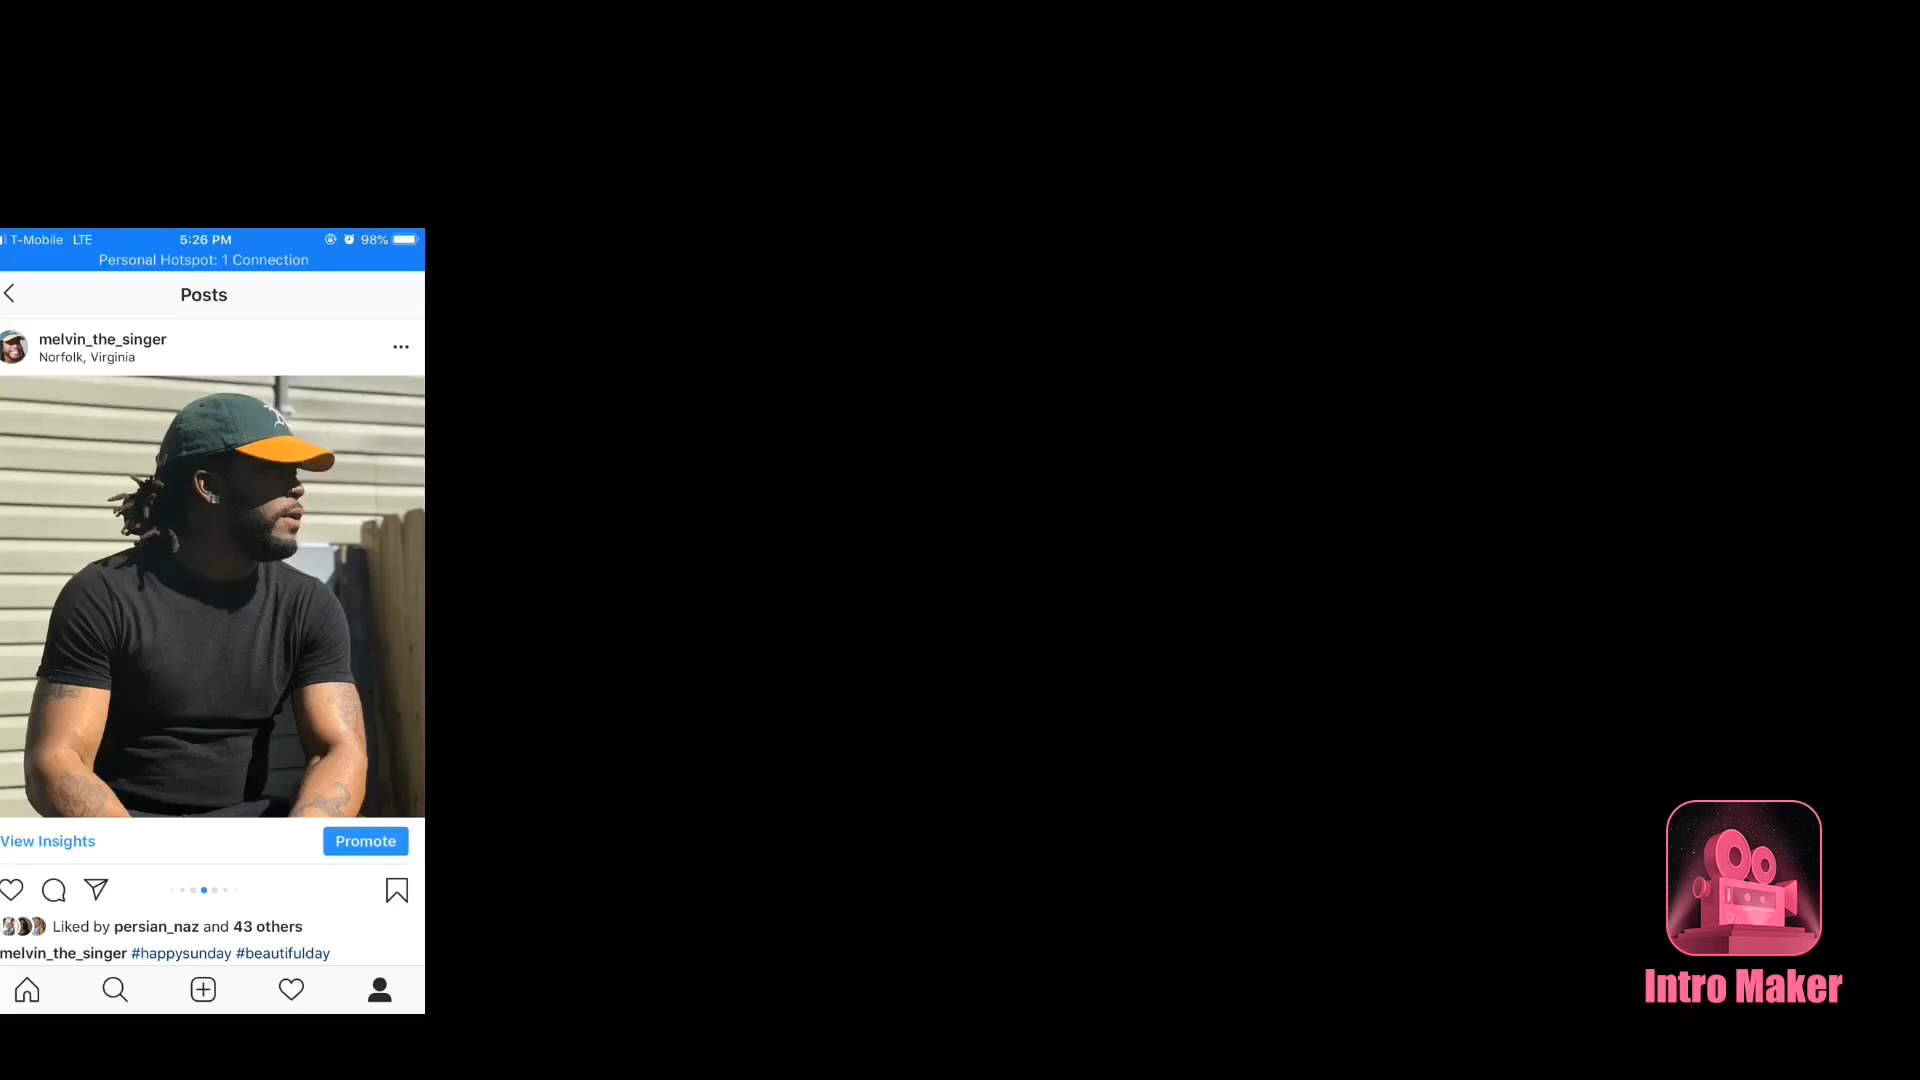 T-Mobile LTE 5:26 PM 98%
Personal Hotspot: 1 Connection
Posts
melvin_the_singer
Norfolk, Virginia
View Insights Promote
Liked by persian_naz and 43 others
melvin_the_singer #happysunday #beautifulday
Intro Maker